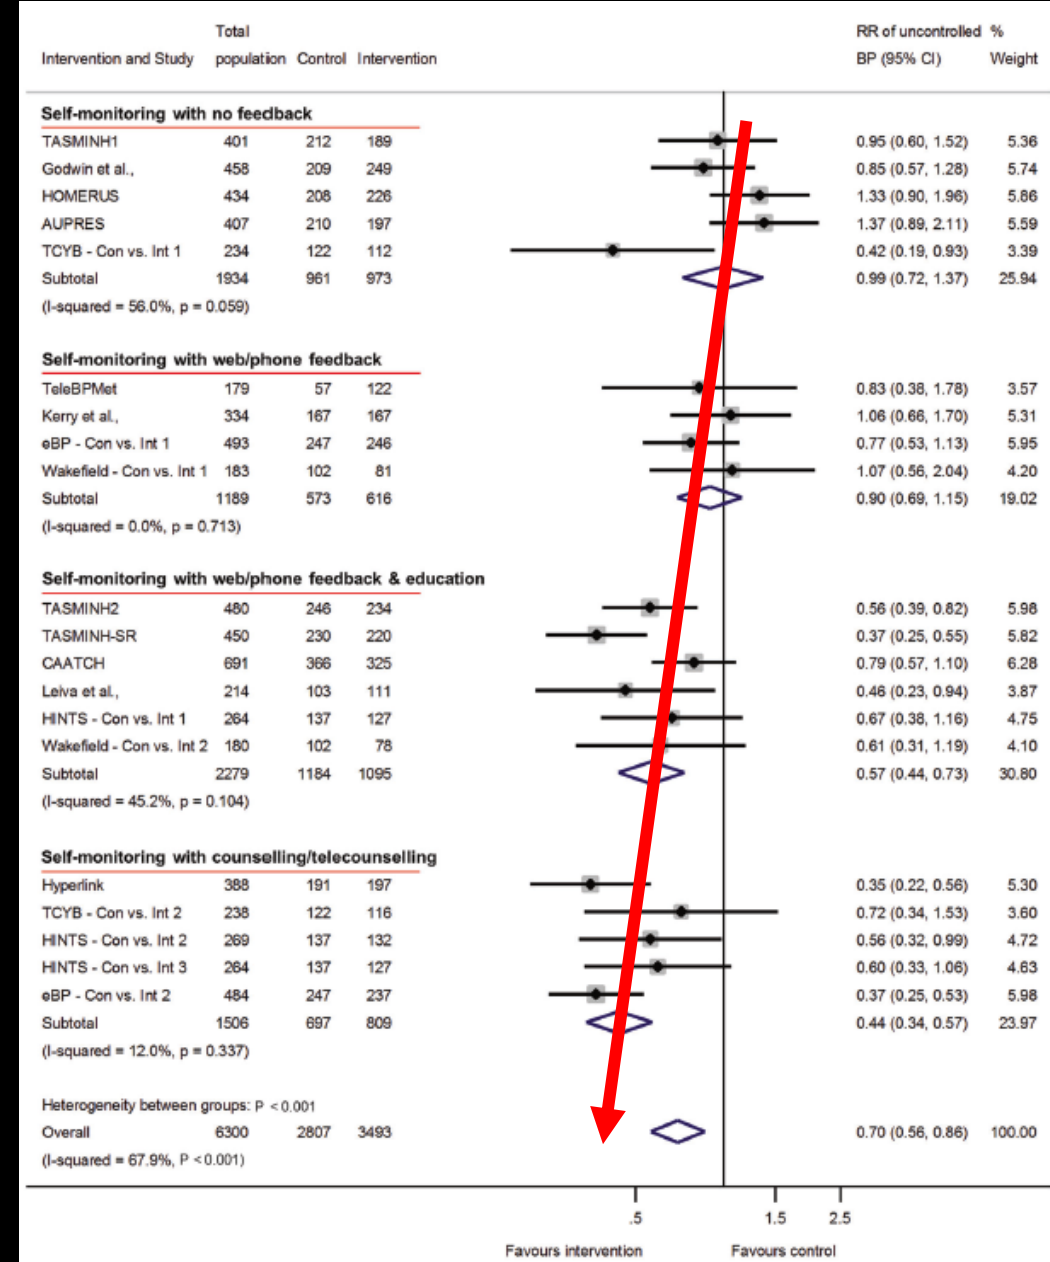 Total RR of uncontrolled %
Intervention and Study population Control Intervention BP (95% CI) Weight
Self-monitoring with no feedback
TASMINH1 401 212 189 0.95 (0.60, 1.52) 5.36
Godwin et al., 458 209 249 0.85 (0.57, 1.28) 5.74
HOMERUS 434 208 226 1.33 (0.90, 1.96) 5.86
AUPRES 407 210 197 1.37 (0.89, 2.11) 5.59
TCYB - Con vs. Int 1 234 122 112 0.42 (0.19, 0.93) 3.39
Subtotal 1934 961 973 0.99 (0.72, 1.37) 25.94
(I-squared = 56.0%, p = 0.059)
Self-monitoring with web/phone feedback
TeleBPMet 179 57 122 0.83 (0.38, 1.78) 3.57
Kerry et al., 334 167 167 1.06 (0.66, 1.70) 5.31
eBP - Con vs. Int 1 493 247 246 0.77 (0.53, 1.13) 5.95
Wakefield - Con vs. Int 1 183 102 81 1.07 (0.56, 2.04) 4.20
Subtotal 1189 573 616 0.90 (0.69, 1.15) 19.02
(I-squared = 0.0%, p = 0.713)
Self-monitoring with web/phone feedback & education
TASMINH2 480 246 234 0.56 (0.39, 0.82) 5.98
TASMINH-SR 450 230 220 0.37 (0.25, 0.55) 5.82
CAATCH 691 366 325 0.79 (0.57, 1.10) 6.28
Leiva et al., 214 103 111 0.46 (0.23, 0.94) 3.87
HINTS - Con vs. Int 1 264 137 127 0.67 (0.38, 1.16) 4.75
Wakefield - Con vs. Int 2 180 102 78 0.61 (0.31, 1.19) 4.10
Subtotal 2279 1184 1095 0.57 (0.44, 0.73) 30.80
(I-squared = 45.2%, p = 0.104)
Self-monitoring with counselling/telecounselling
Hyperlink 388 191 197 0.35 (0.22, 0.56) 5.30
TCYB - Con vs. Int 2 238 122 116 0.72 (0.34, 1.53) 3.60
HINTS - Con vs. Int 2 269 137 132 0.56 (0.32, 0.99) 4.72
HINTS - Con vs. Int 3 264 137 127 0.60 (0.33, 1.06) 4.63
eBP - Con vs. Int 2 484 247 237 0.37 (0.25, 0.53) 5.98
Subtotal 1506 697 809 0.44 (0.34, 0.57) 23.97
(I-squared = 12.0%, p = 0.337)
Heterogeneity between groups: P < 0.001
Overall 6300 2807 3493 0.70 (0.56, 0.86) 100.00
(I-squared = 67.9%, P < 0.001)
.5 1.5 2.5
Favours intervention Favours control